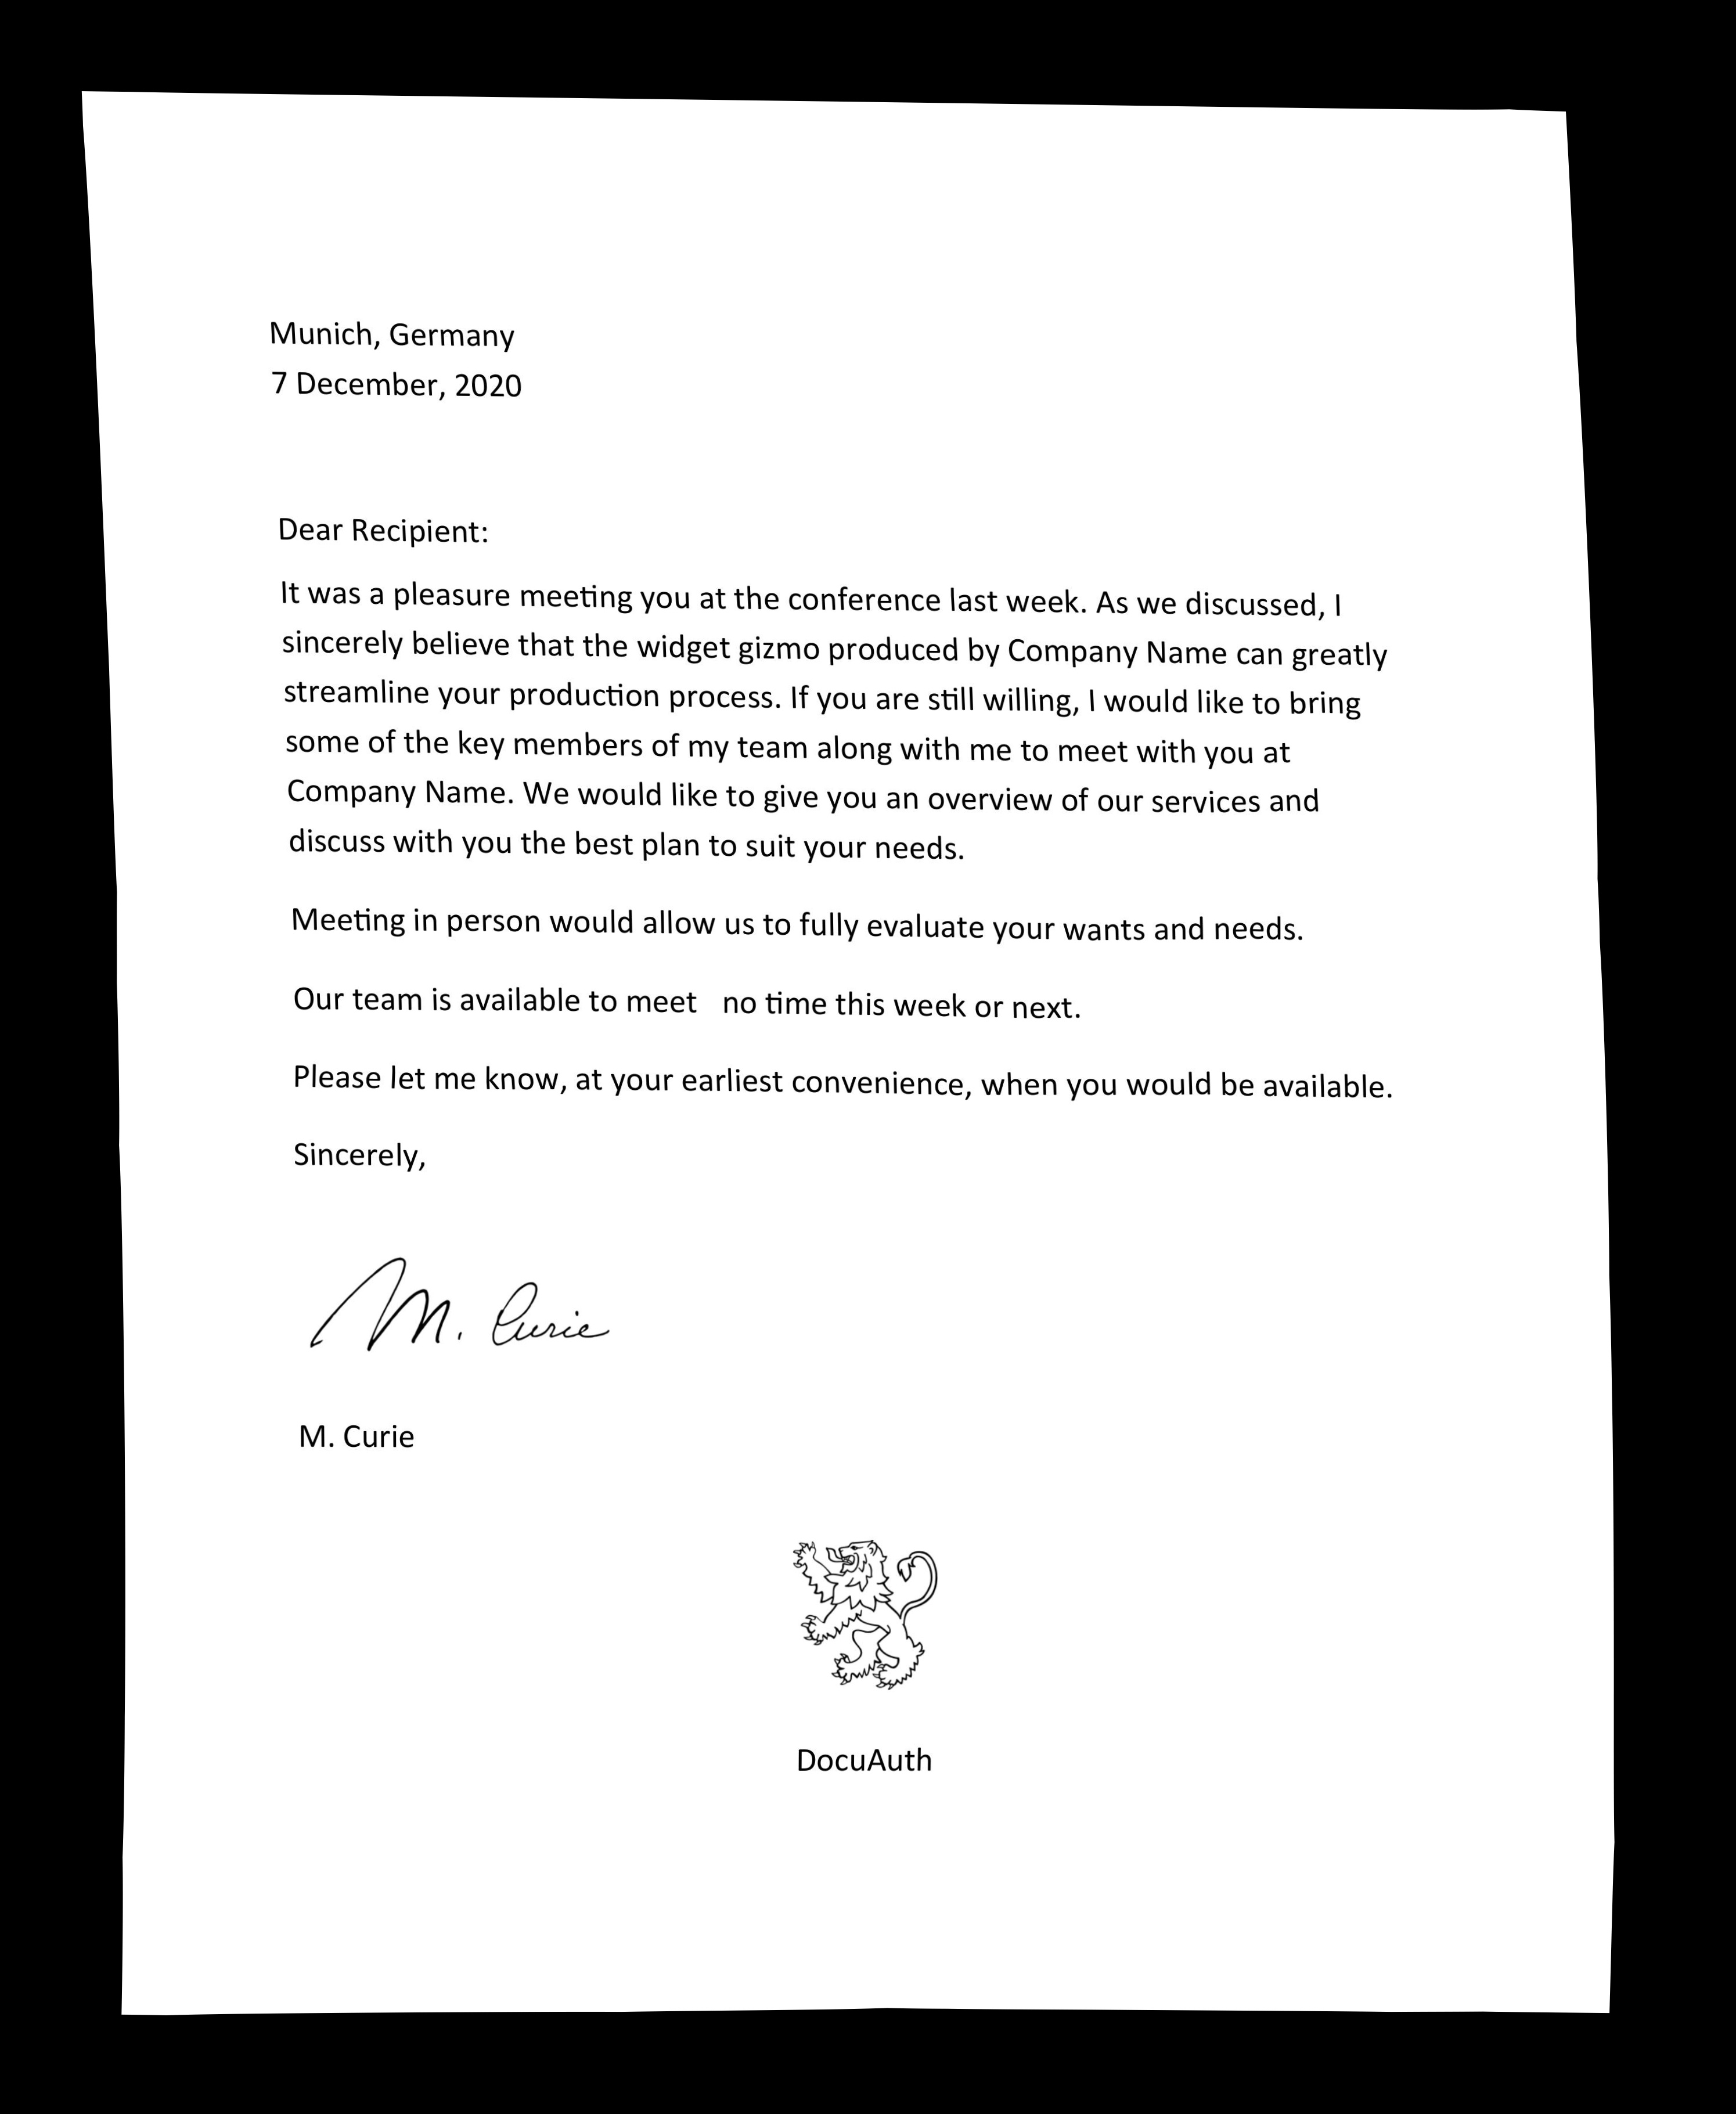 Munich, Germany
7 December, 2020
Dear Recipient:
It was a pleasure meeting you at the conference last week. As we discussed, I
sincerely believe that the widget gizmo produced by Company Name can greatly
streamline your production process. If you are still willing, I would like to bring
some of the key members of my team along with me to meet with you at
Company Name. We would like to give you an overview of our services and
discuss with you the best plan to suit your needs.
Meeting in person would allow us to fully evaluate your wants and needs.
Our team is available to meet no time this week or next.
Please let me know, at your earliest convenience, when you would be available.
Sincerely,
M. Curie
M. Curie
DocuAuth